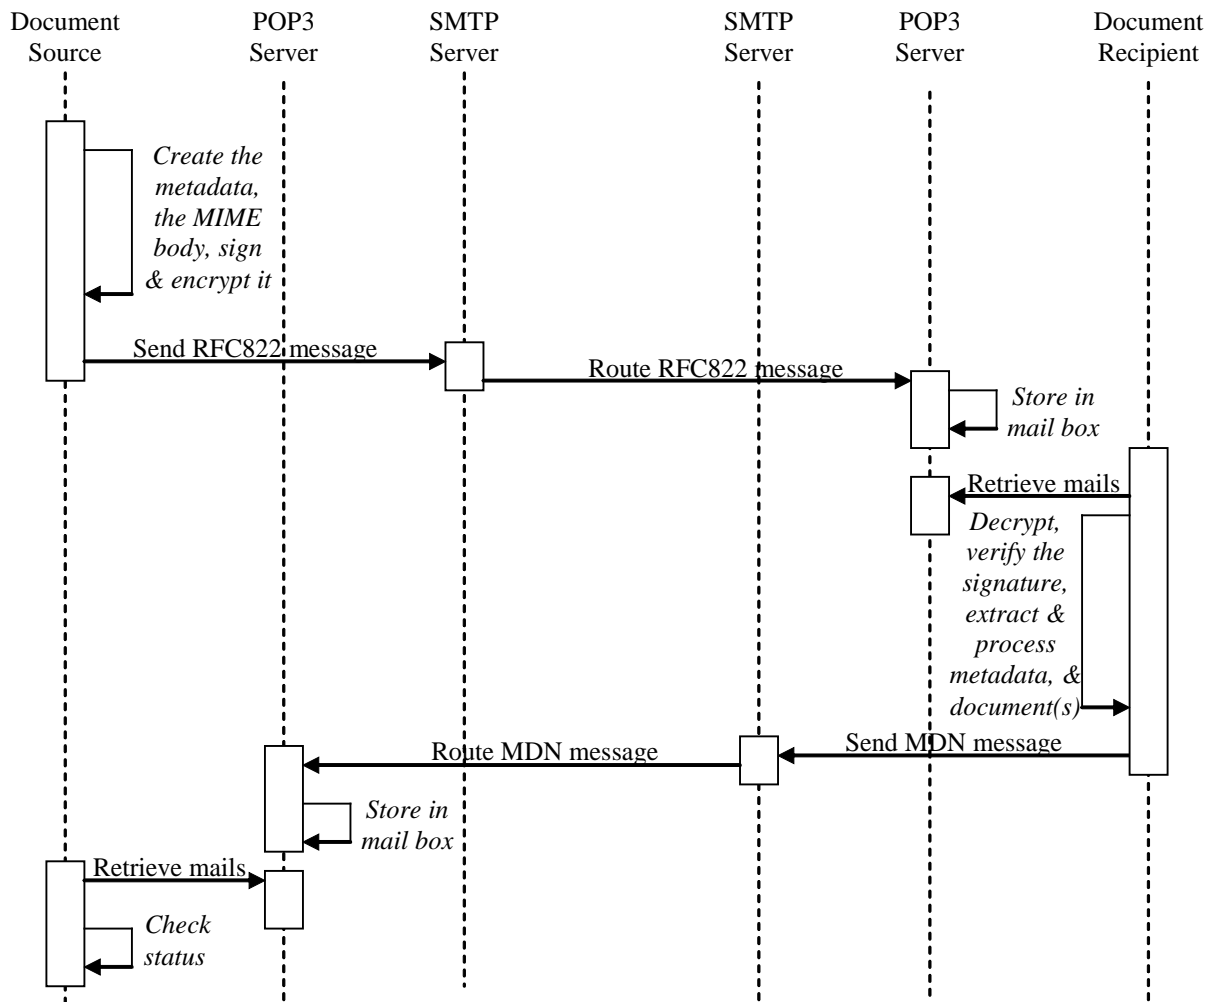 Document
Source
POP3
Server
SMTP
Server
SMTP
Server
POP3
Server
Document
Recipient
Create the
metadata,
the MIME
body, sign
& encrypt it
Send RFC822 message
Route RFC822 message
Store in
mail box
Retrieve mails
Decrypt,
verify the
signature,
extract &
process
metadata, &
document(s)
Send MDN message
Route MDN message
Store in
mail box
Retrieve mails
Check
status